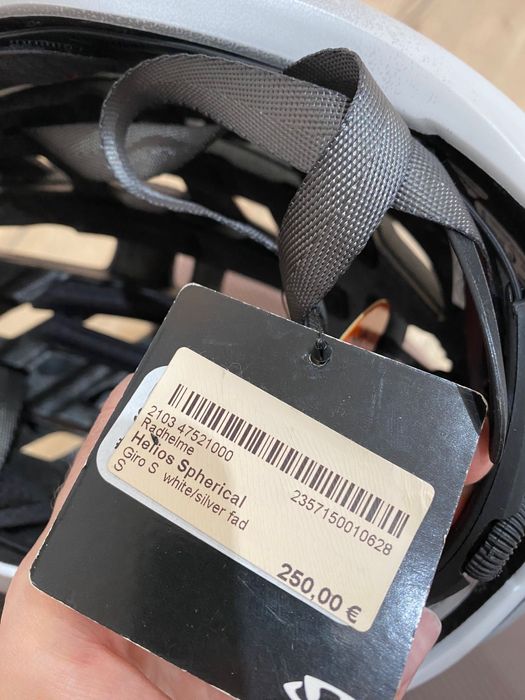 2103 47521000
Radhelme
Helios Spherical
Giro S white/silver fad
S
2357150010628
250,00 €